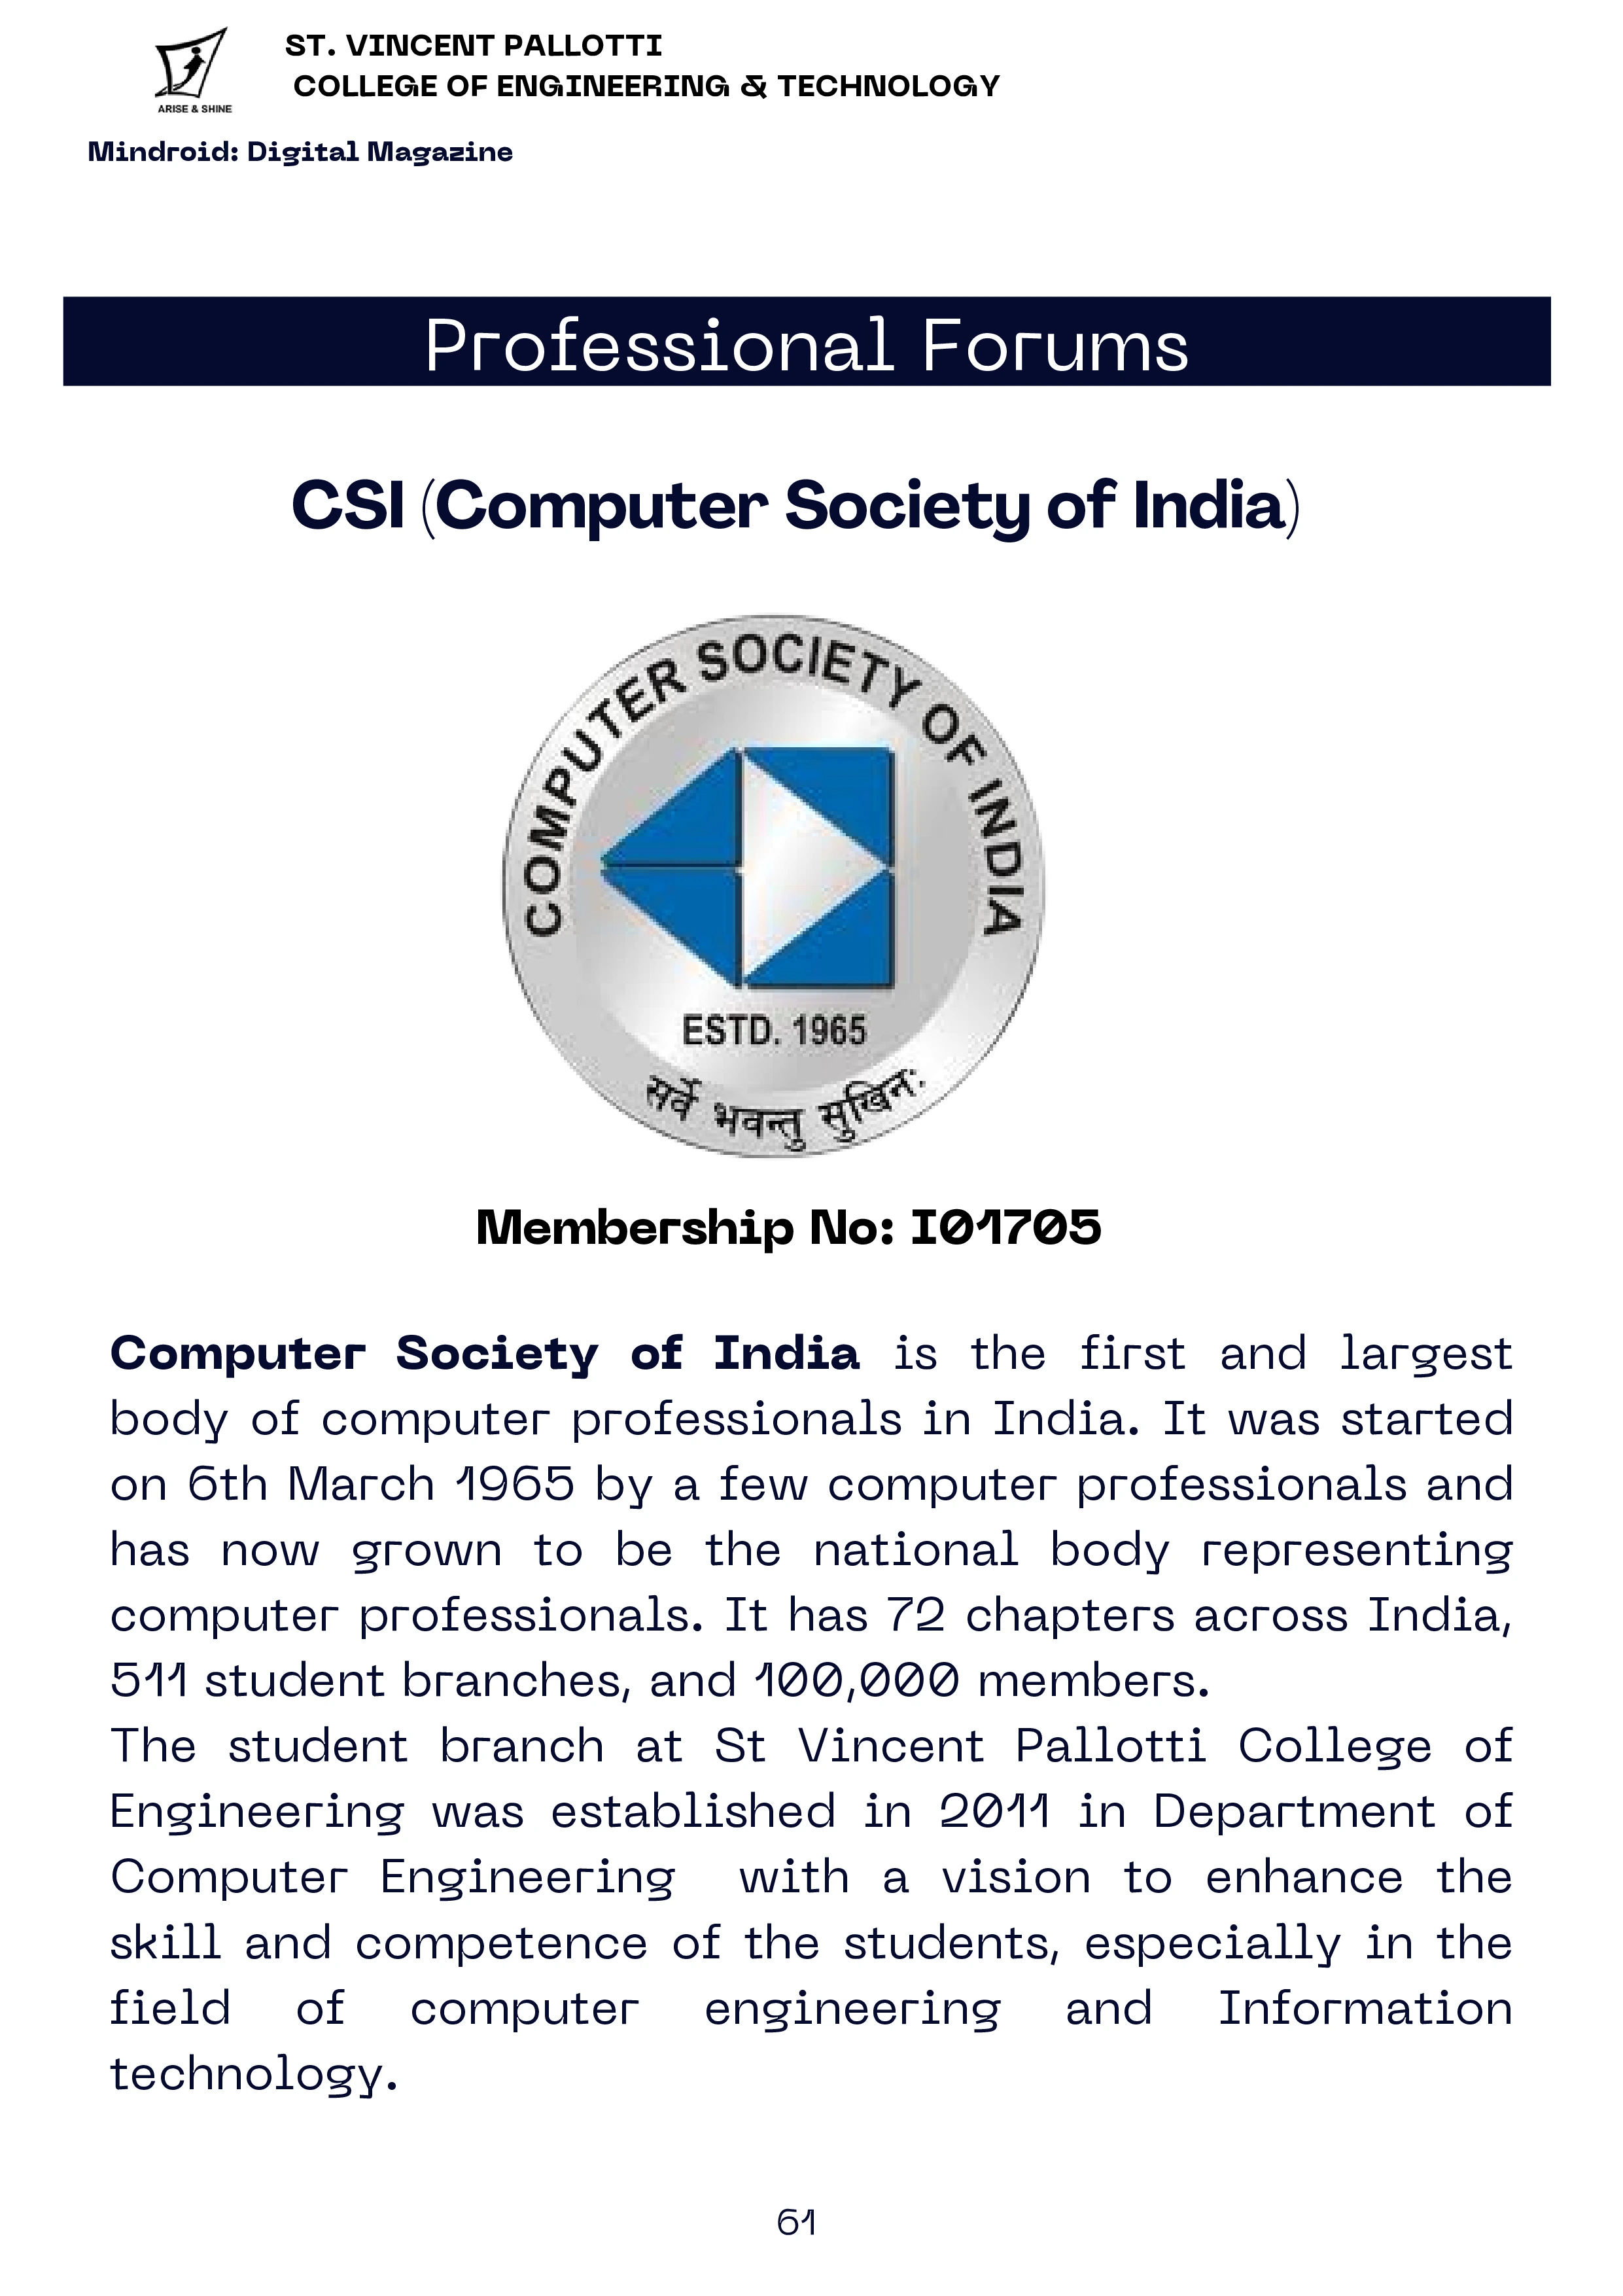 ST. VINCENT PALLOTTI
COLLEGE OF ENGINEERING & TECHNOLOGY
ARISE & SHINE
Mindroid: Digital Magazine
Professional Forums
CSI (Computer Society of India)
COMPUTER SOCIETY OF INDIA
ESTD. 1965
सर्वे भवन्तु सुखिनः
Membership No: I01705
Computer Society of India is the first and largest
body of computer professionals in India. It was started
on 6th March 1965 by a few computer professionals and
has now grown to be the national body representing
computer professionals. It has 72 chapters across India,
511 student branches, and 100,000 members.
The student branch at St Vincent Pallotti College of
Engineering was established in 2011 in Department of
Computer Engineering with a vision to enhance the
skill and competence of the students, especially in the
field of computer engineering and Information
technology.
61